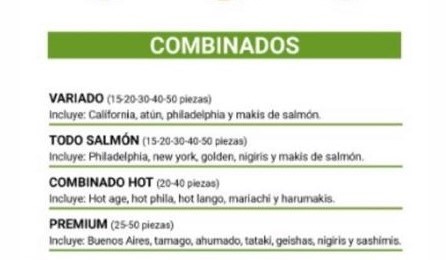 COMBINADOS
VARIADO (15-20-30-40-50 piezas)
Incluye: California, atún, philadelphia y makis de salmón.
TODO SALMÓN (15-20-30-40-50 piezas)
Incluye: Philadelphia, new york, golden, nigiris y makis de salmón.
COMBINADO HOT (20-40 piezas)
Incluye: Hot age, hot phila, hot lango, mariachi y harumakis.
PREMIUM (25-50 piezas)
Incluye: Buenos Aires, tamago, ahumado, tataki, geishas, nigiris y sashimis.